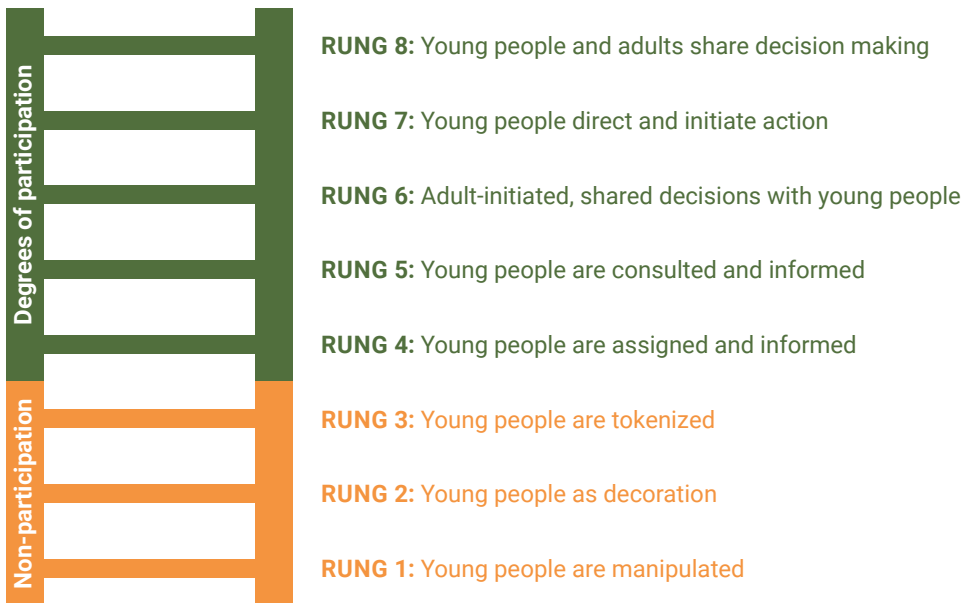 Degrees of participation
RUNG 8: Young people and adults share decision making
RUNG 7: Young people direct and initiate action
RUNG 6: Adult-initiated, shared decisions with young people
RUNG 5: Young people are consulted and informed
RUNG 4: Young people are assigned and informed
Non-participation
RUNG 3: Young people are tokenized
RUNG 2: Young people as decoration
RUNG 1: Young people are manipulated